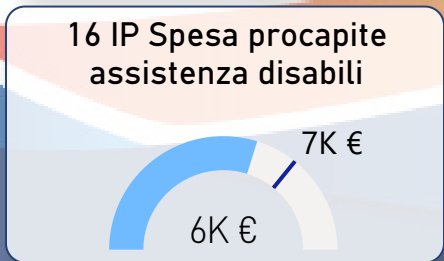 16 IP Spesa procapite
assistenza disabili
7K €
6K €